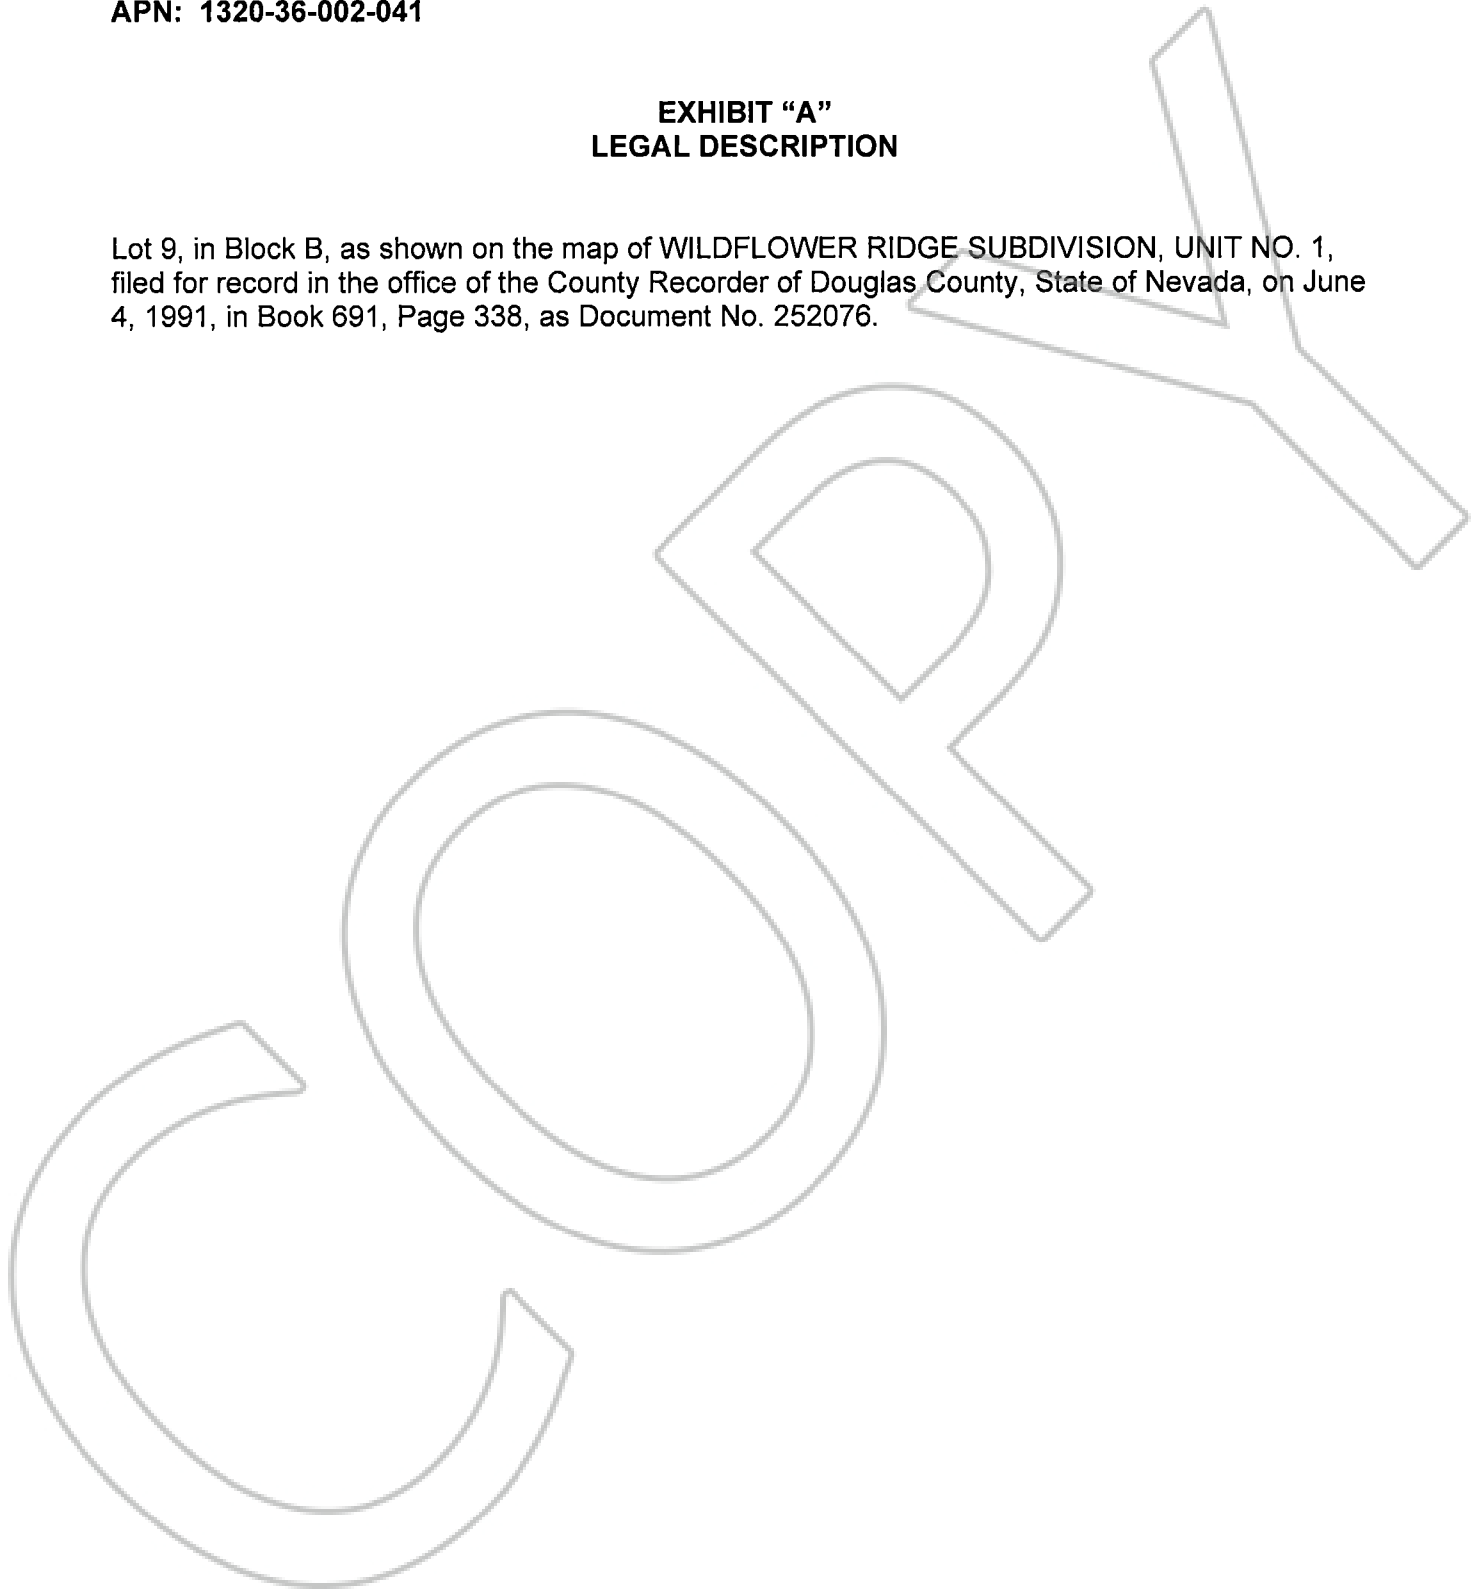 APN: 1320-36-002-041
EXHIBIT “A”
LEGAL DESCRIPTION
Lot 9, in Block B, as shown on the map of WILDFLOWER RIDGE SUBDIVISION, UNIT NO. 1,
filed for record in the office of the County Recorder of Douglas County, State of Nevada, on June
4, 1991, in Book 691, Page 338, as Document No. 252076.
COPY